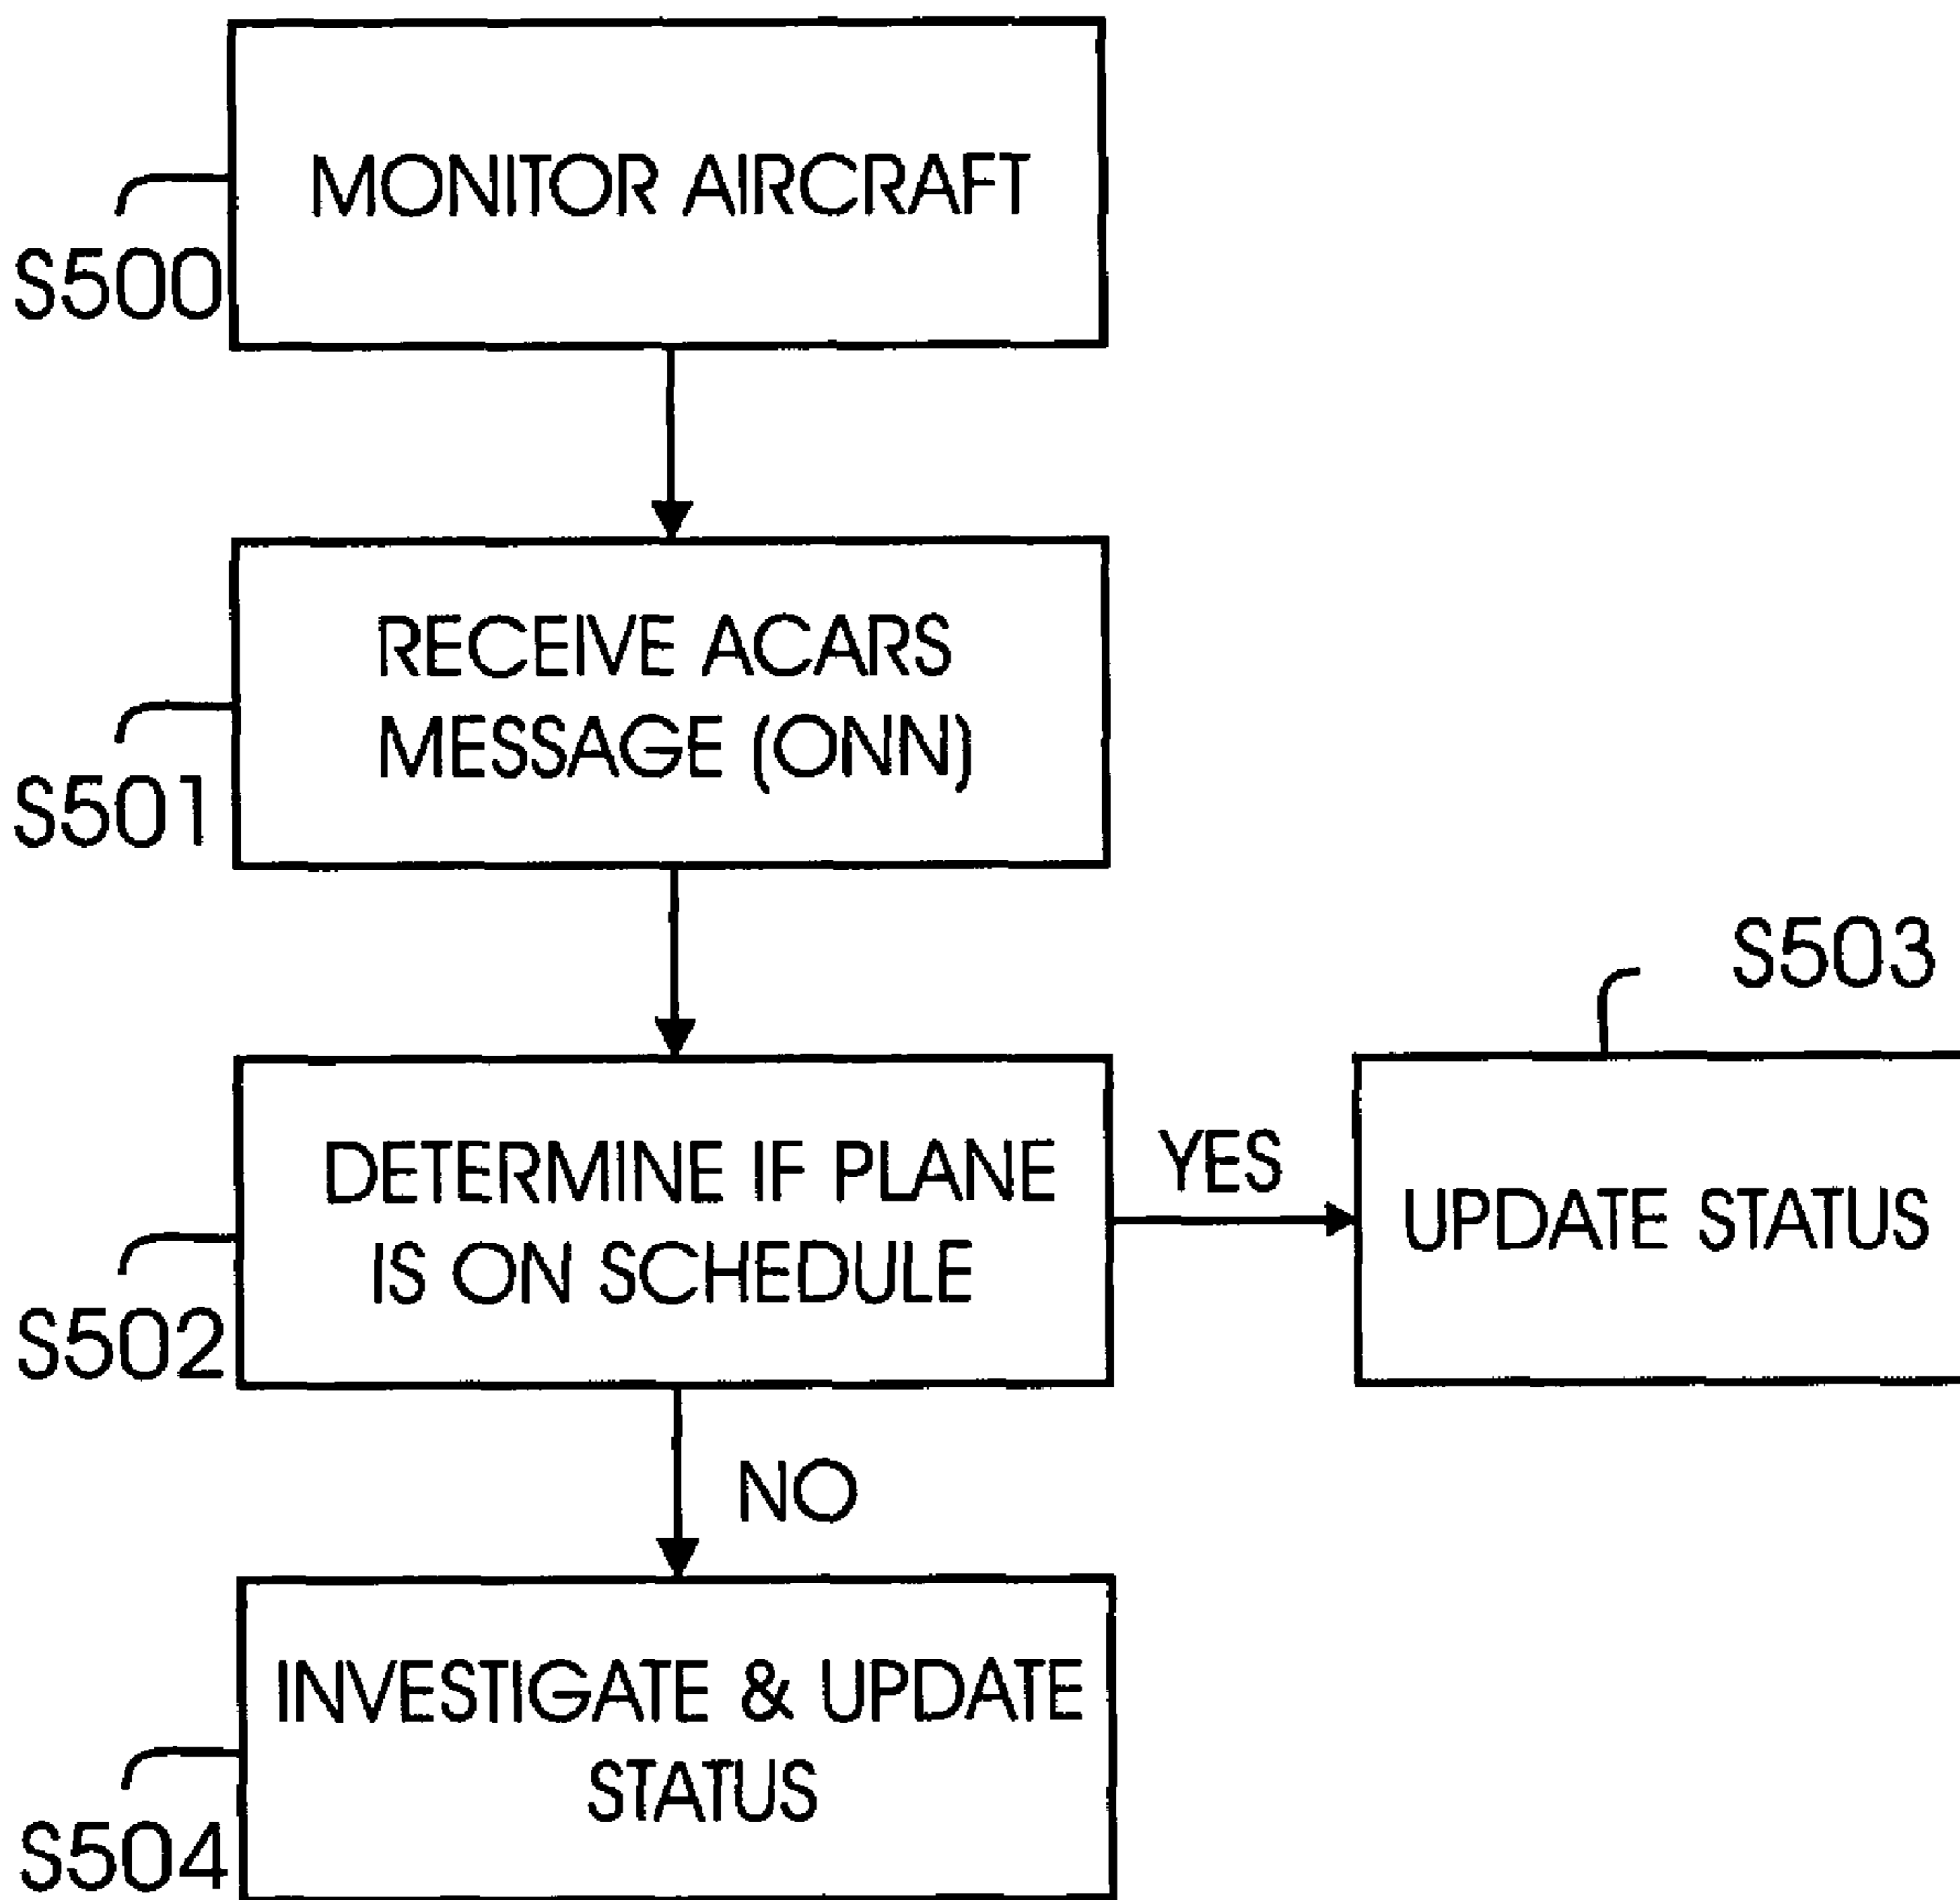 MONITOR AIRCRAFT
S500
RECEIVE ACARS
MESSAGE (ONN)
S501
S503
DETERMINE IF PLANE
IS ON SCHEDULE
YES
UPDATE STATUS
S502
NO
INVESTIGATE & UPDATE
STATUS
S504